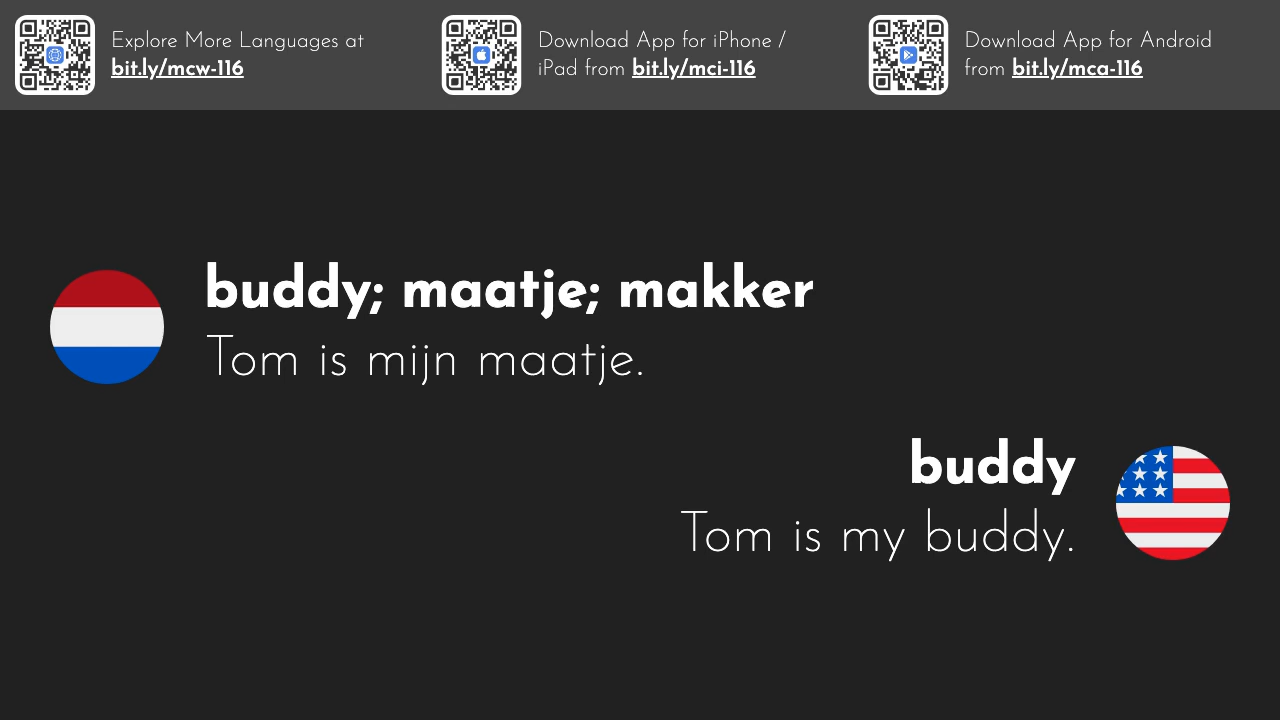 Explore More Languages at
bit.ly/mcw-116
Download App for iPhone /
iPad from bit.ly/mci-116
Download App for Android
from bit.ly/mca-116
buddy; maatje; makker
Tom is mijn maatje.
buddy
Tom is my buddy.